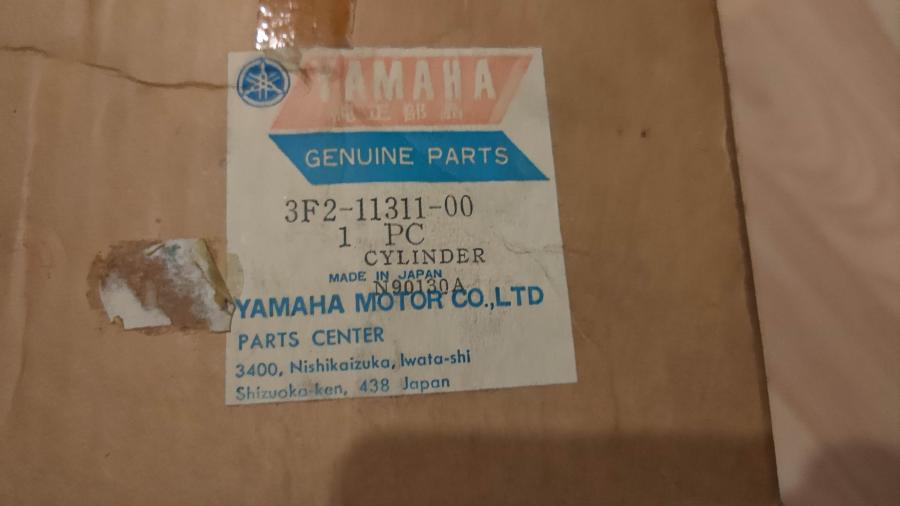 YAMAHA
純正部品
GENUINE PARTS
3F2-11311-00
1 PC
CYLINDER
MADE IN JAPAN
N90130A
YAMAHA MOTOR CO.,LTD
PARTS CENTER
3400, Nishikaizuka, Iwata-shi
Shizuoka-ken, 438 Japan